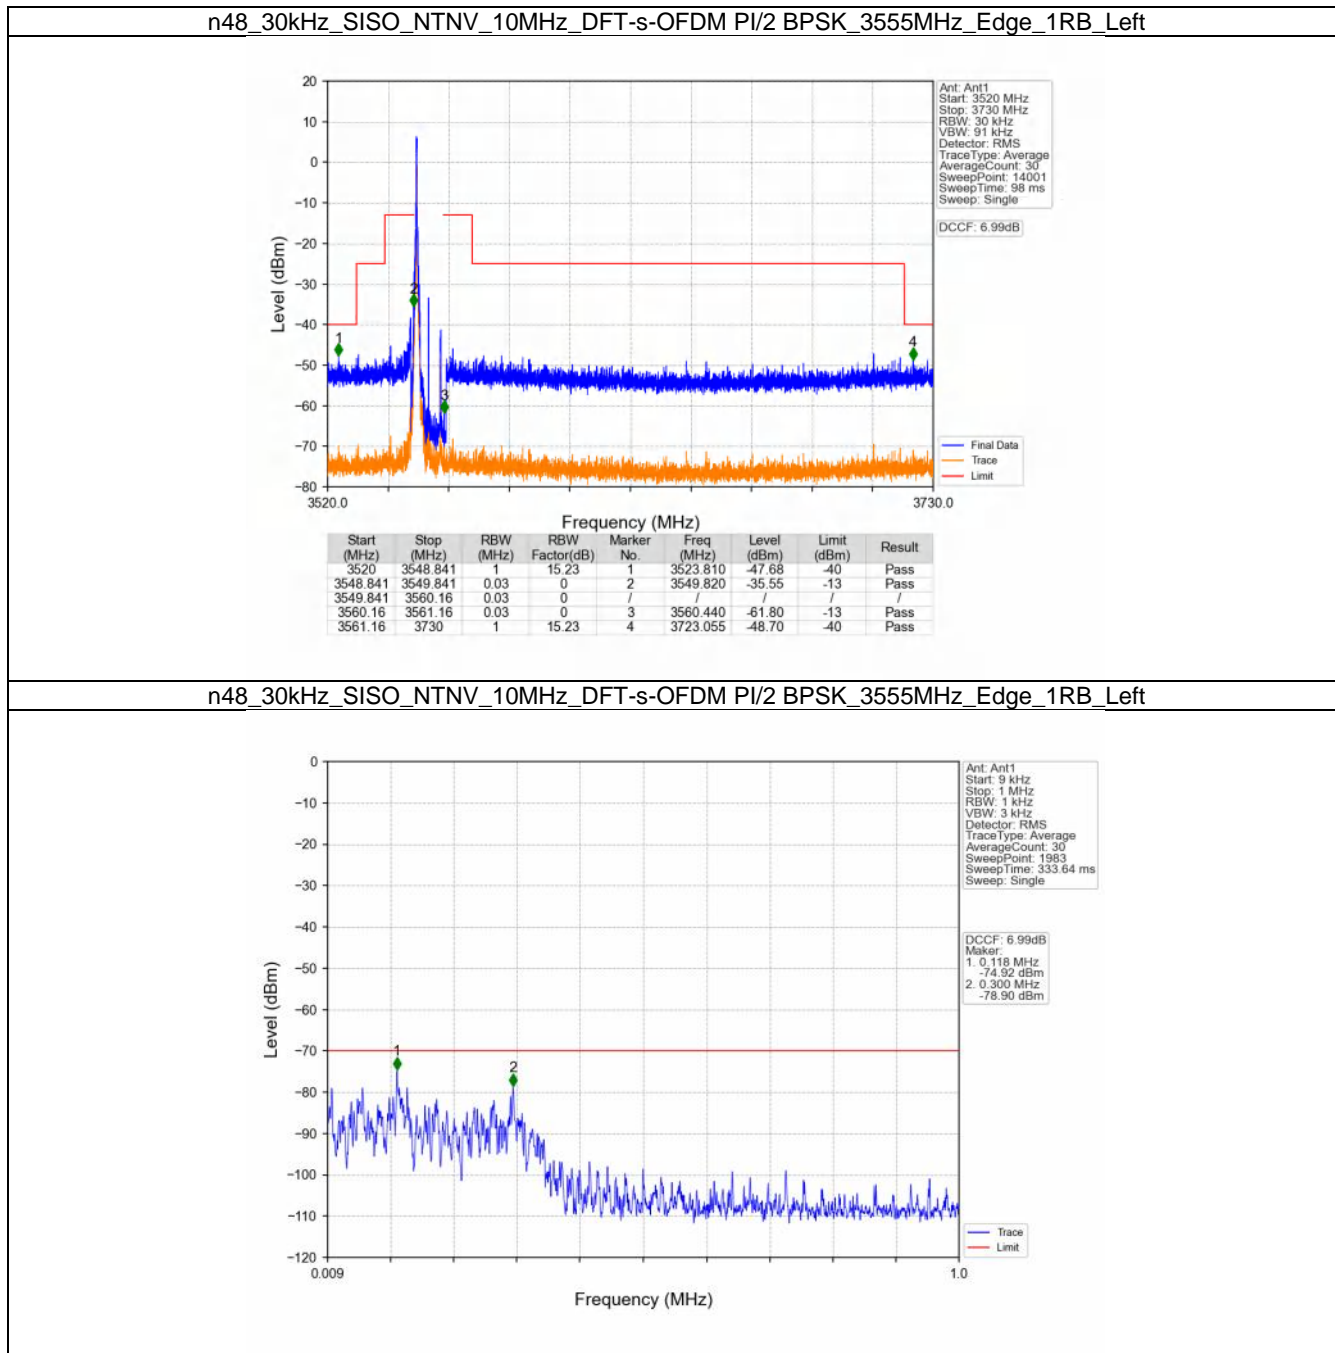 n48_30kHz_SISO_NTNV_10MHz_DFT-s-OFDM PI/2 BPSK_3555MHz_Edge_1RB_Left
20
10
0
−10
−20
−30
−40
−50
−60
−70
−80
Level (dBm)
1
2
3
4
3520.0
3730.0
Frequency (MHz)
Ant: Ant1
Start: 3520 MHz
Stop: 3730 MHz
RBW: 30 kHz
VBW: 91 kHz
Detector: RMS
TraceType: Average
AverageCount: 30
SweepPoint: 14001
SweepTime: 98 ms
Sweep: Single
DCCF: 6.99dB
Final Data
Trace
Limit
Start (MHz) Stop (MHz) RBW (MHz) RBW Factor(dB) Marker No. Freq (MHz) Level (dBm) Limit (dBm) Result
3520 3548.841 1 15.23 1 3523.810 -47.68 -40 Pass
3548.841 3549.841 0.03 0 2 3549.820 -35.55 -13 Pass
3549.841 3560.16 0.03 0 / / / / /
3560.16 3561.16 0.03 0 3 3560.440 -61.80 -13 Pass
3561.16 3730 1 15.23 4 3723.055 -48.70 -40 Pass
n48_30kHz_SISO_NTNV_10MHz_DFT-s-OFDM PI/2 BPSK_3555MHz_Edge_1RB_Left
0
−10
−20
−30
−40
−50
−60
−70
−80
−90
−100
−110
−120
Level (dBm)
1
2
0.009
1.0
Frequency (MHz)
Ant: Ant1
Start: 9 kHz
Stop: 1 MHz
RBW: 1 kHz
VBW: 3 kHz
Detector: RMS
TraceType: Average
AverageCount: 30
SweepPoint: 1983
SweepTime: 333.64 ms
Sweep: Single
DCCF: 6.99dB
Maker:
1. 0.118 MHz
-74.92 dBm
2. 0.300 MHz
-78.90 dBm
Trace
Limit